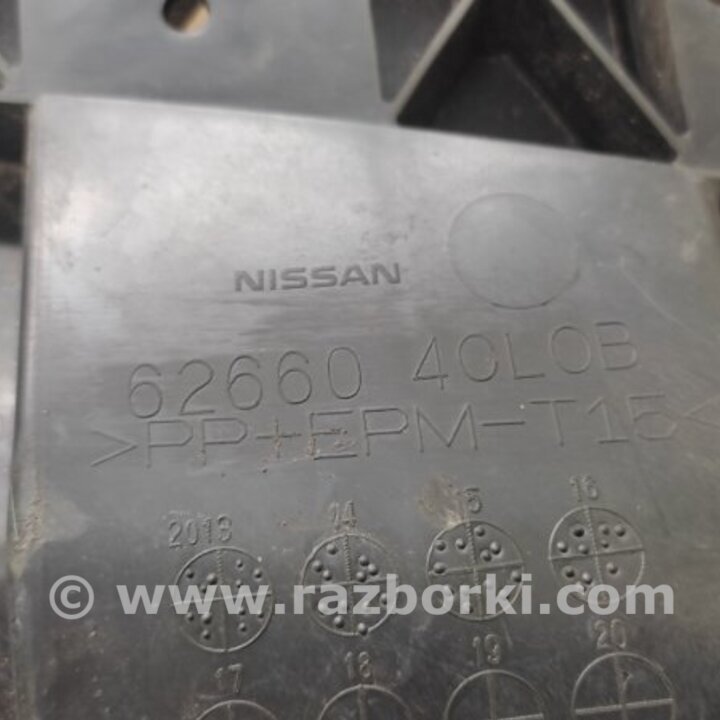 NISSAN
62660 4CL0B
>PP+EPM-T15<
2013 14 15 16
© www.razborki.com
17 18 19 20